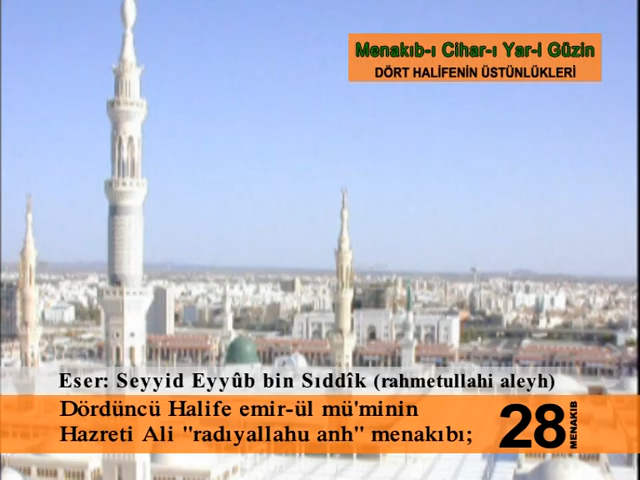 Menakıb-ı Cihar-ı Yar-i Güzin
DÖRT HALİFENİN ÜSTÜNLÜKLERİ
Eser: Seyyid Eyyûb bin Sıddîk (rahmetullahi aleyh)
Dördüncü Halife emir-ül mü'minin
Hazreti Ali "radıyallahu anh" menakıbı;
28
MENAKIB